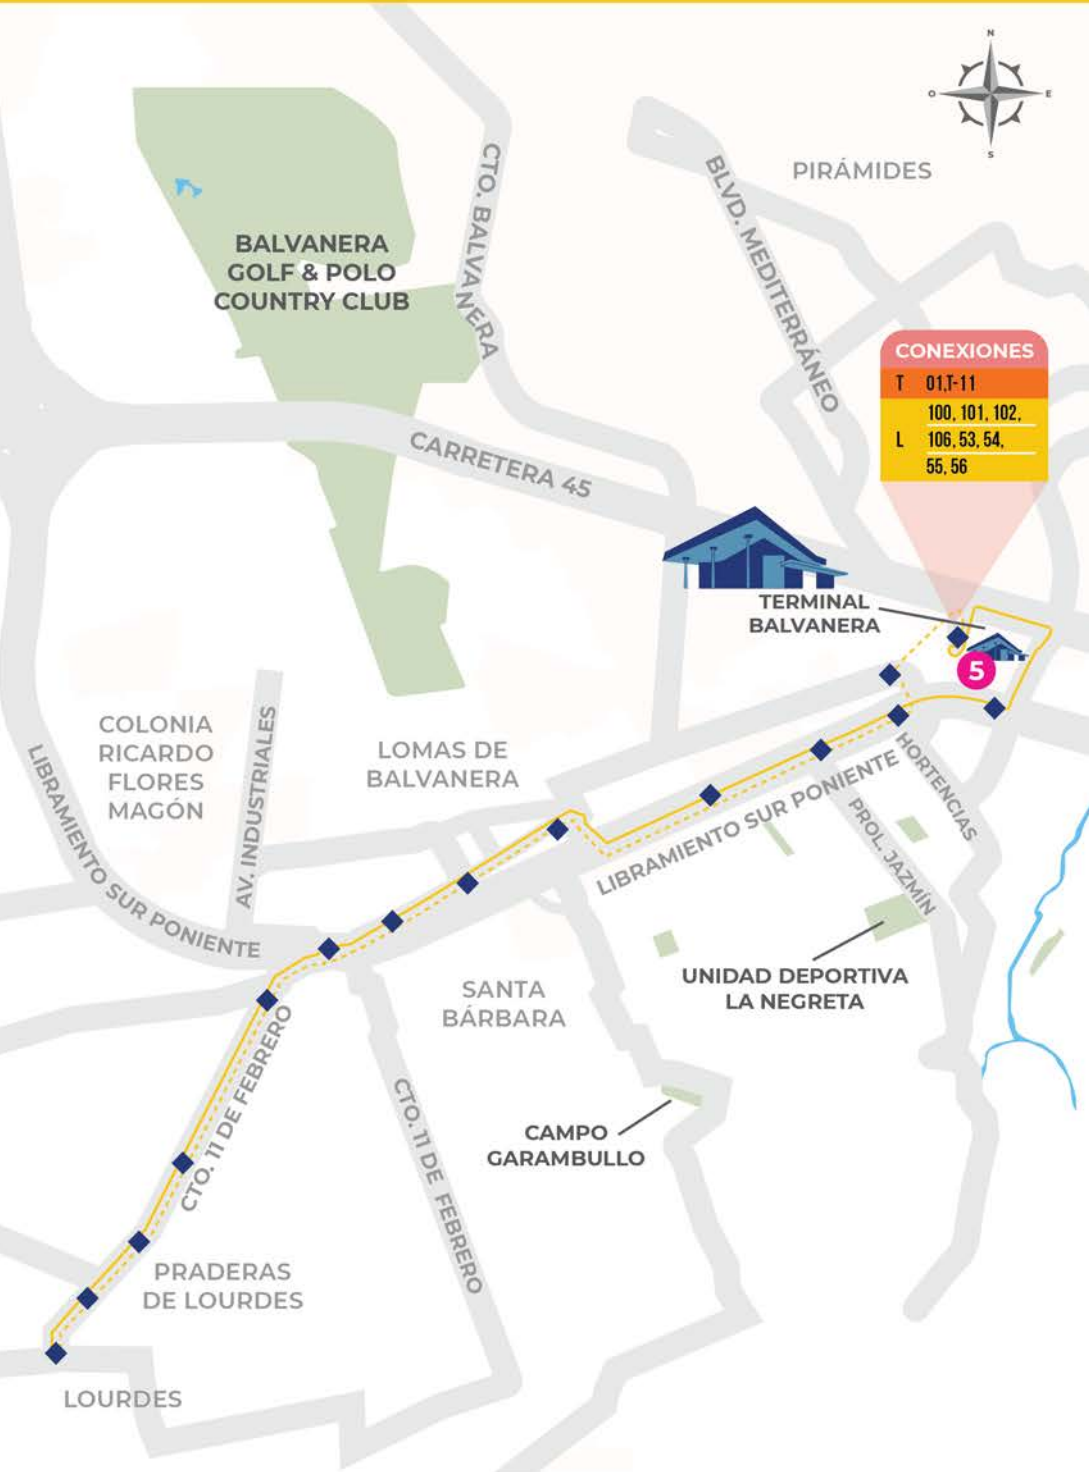 N
O
E
S
PIRÁMIDES
CTO. BALVANERA
BLVD. MEDITERRÁNEO
BALVANERA
GOLF & POLO
COUNTRY CLUB
CONEXIONES
T 01,T-11
100, 101, 102,
L 106, 53, 54,
55, 56
CARRETERA 45
TERMINAL
BALVANERA
5
COLONIA
RICARDO
FLORES
MAGÓN
AV. INDUSTRIALES
LOMAS DE
BALVANERA
LIBRAMIENTO SUR PONIENTE
LIBRAMIENTO SUR PONIENTE
HORTENCIAS
PROL. JAZMÍN
SANTA
BÁRBARA
UNIDAD DEPORTIVA
LA NEGRETA
CTO. 11 DE FEBRERO
CTO. 11 DE FEBRERO
CAMPO
GARAMBULLO
PRADERAS
DE LOURDES
LOURDES